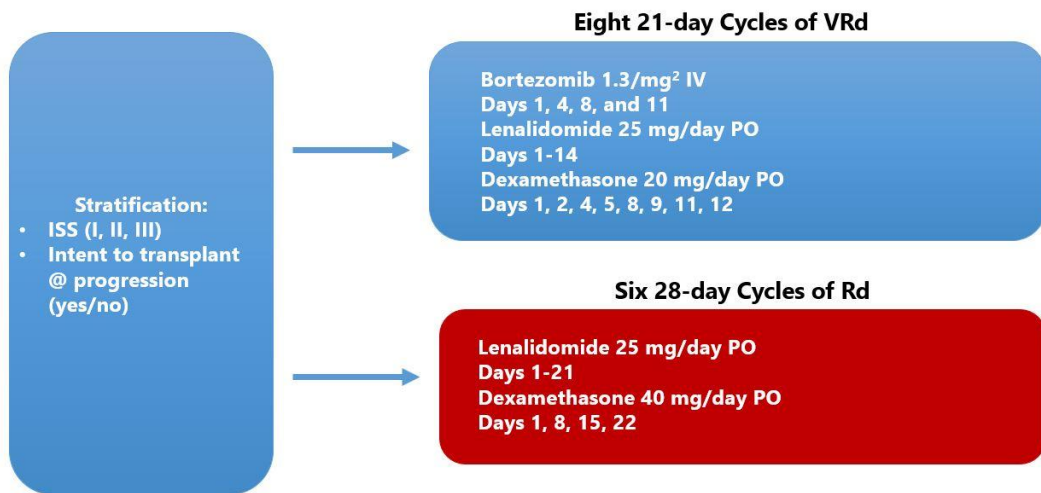 Stratification:
• ISS (I, II, III)
• Intent to transplant
@ progression
(yes/no)
Eight 21-day Cycles of VRd
Bortezomib 1.3/mg² IV
Days 1, 4, 8, and 11
Lenalidomide 25 mg/day PO
Days 1-14
Dexamethasone 20 mg/day PO
Days 1, 2, 4, 5, 8, 9, 11, 12
Six 28-day Cycles of Rd
Lenalidomide 25 mg/day PO
Days 1-21
Dexamethasone 40 mg/day PO
Days 1, 8, 15, 22